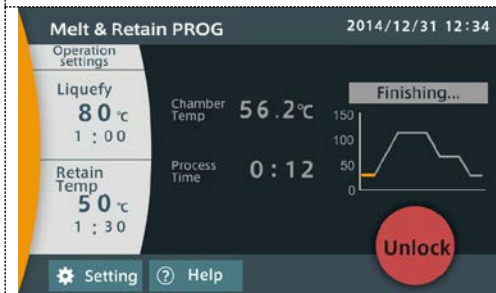 Melt & Retain PROG
2014/12/31 12:34
Operation
settings
Liquefy
80 ℃
1 : 00
Retain
Temp
50 ℃
1 : 30
Chamber
Temp
56.2℃
Process
Time
0 : 12
Finishing...
150
100
50
0
Unlock
Setting
? Help